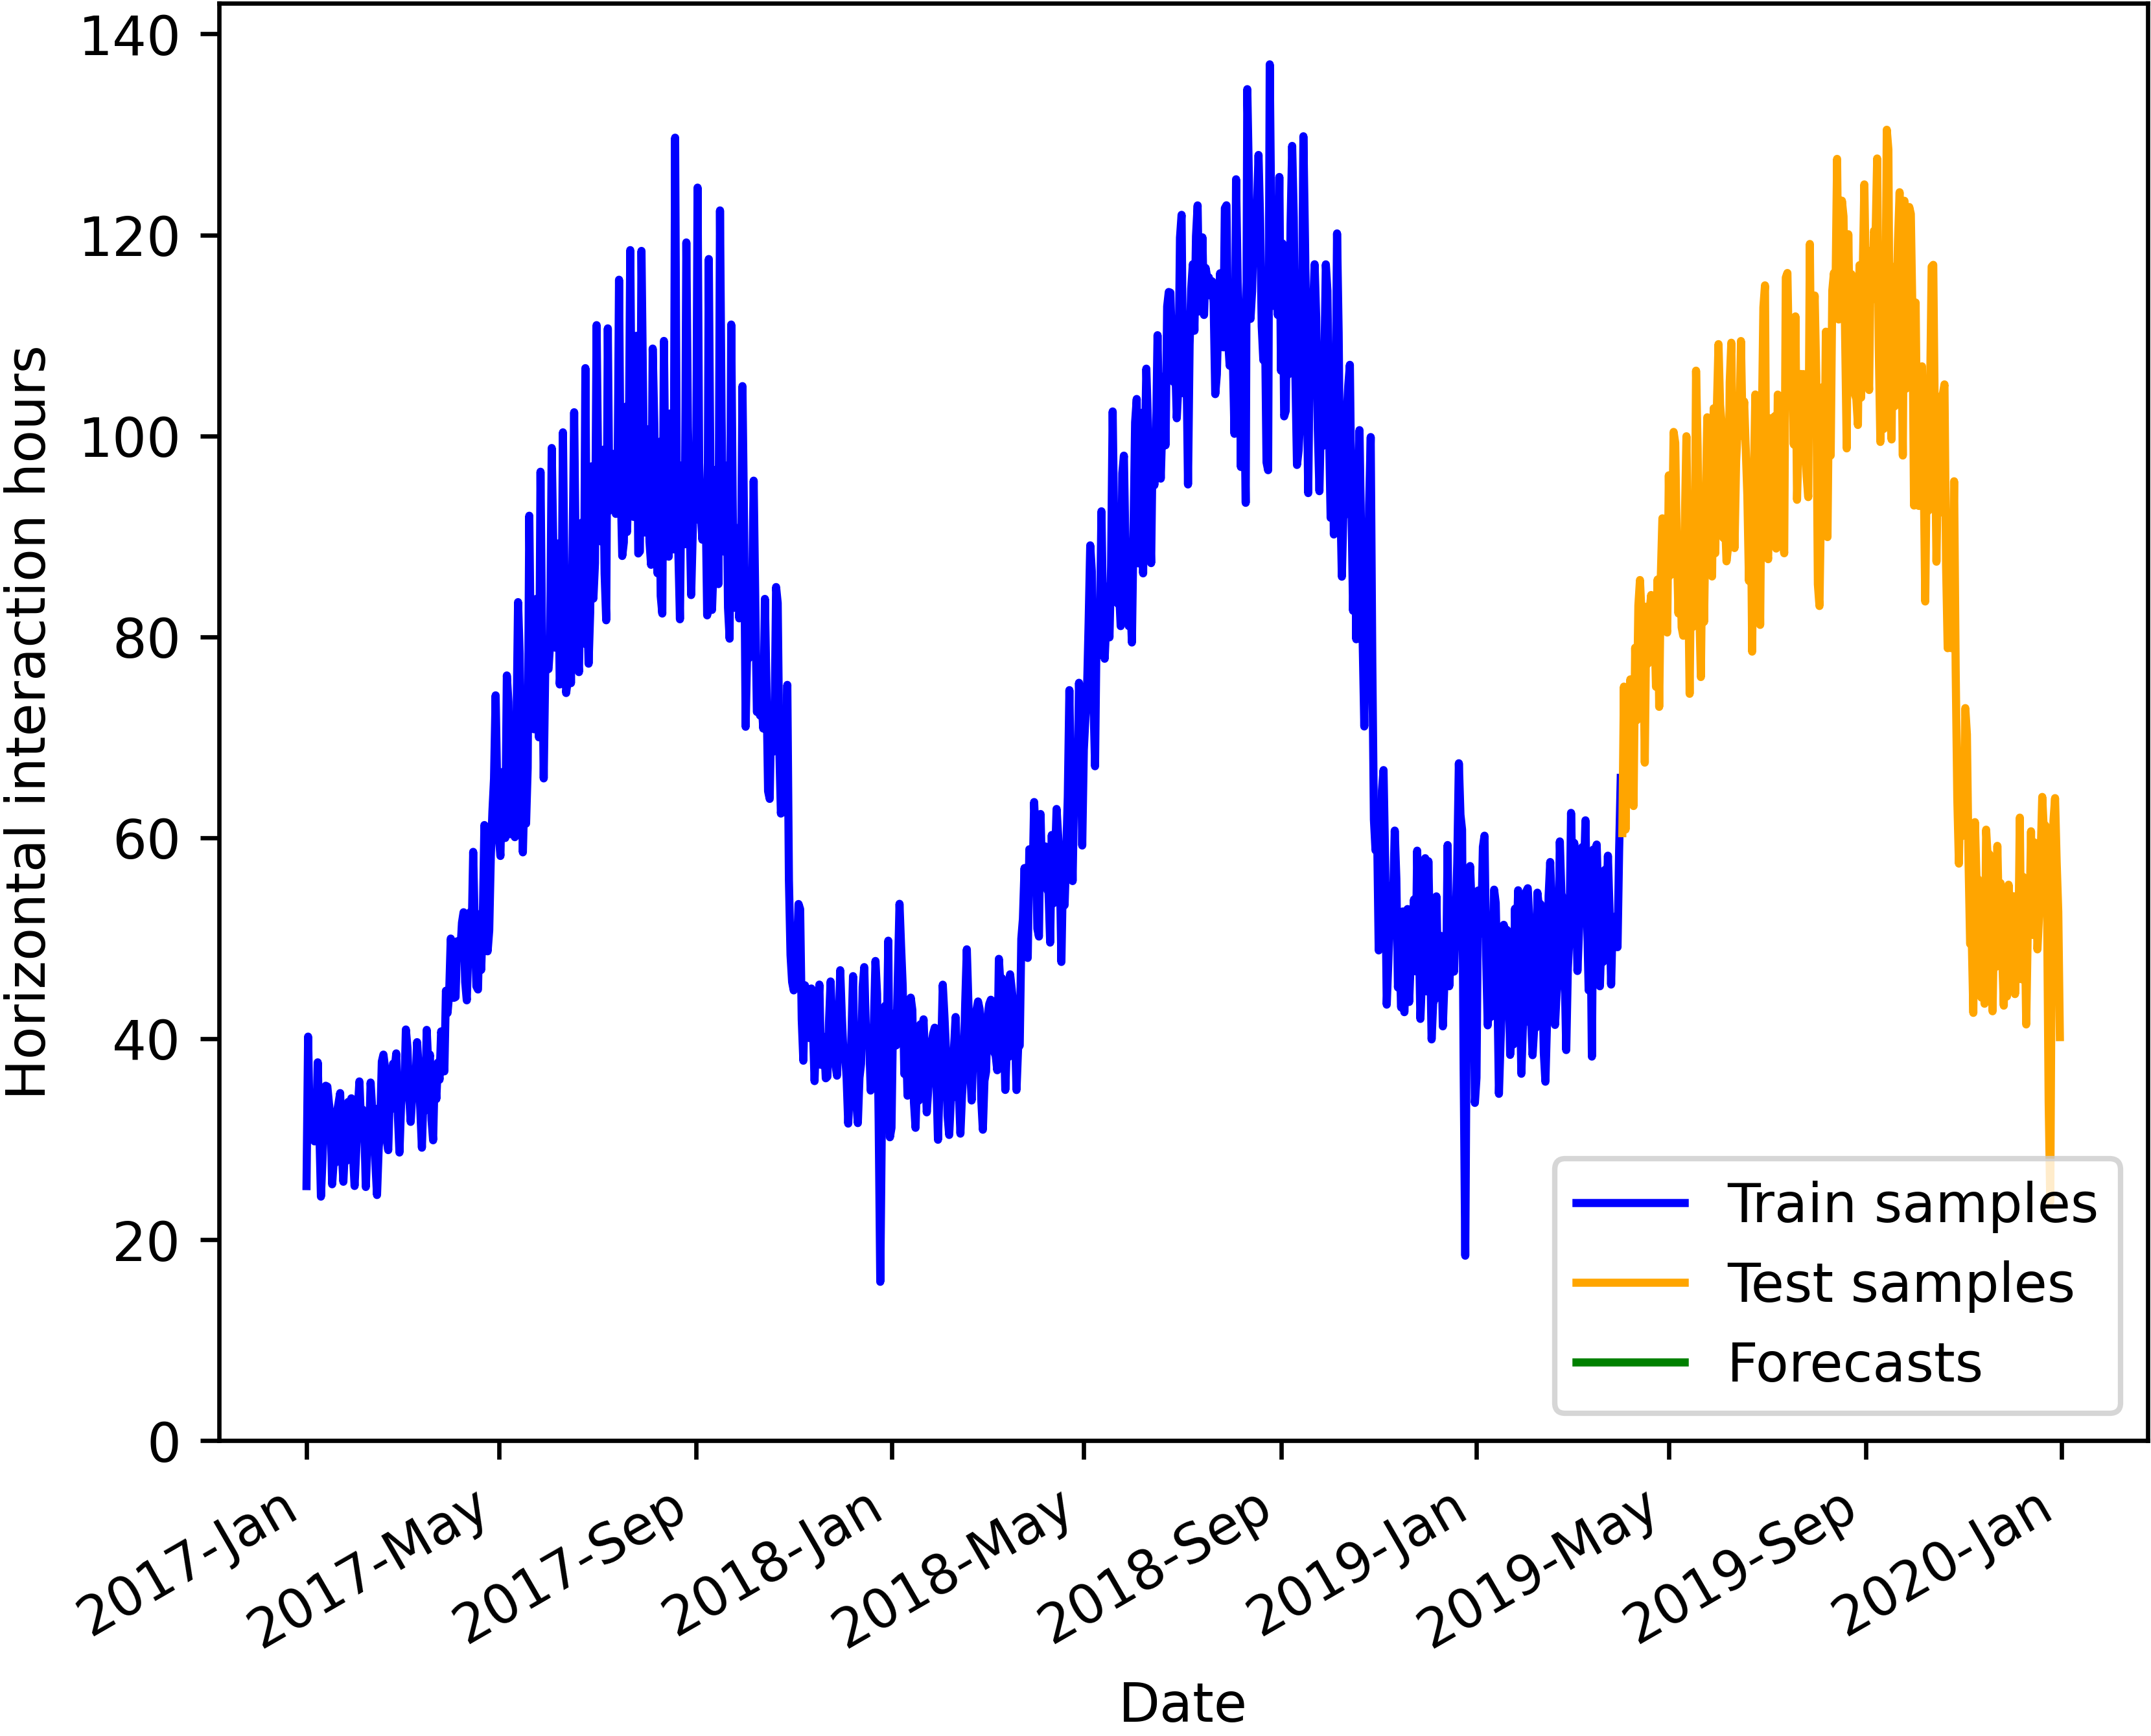 Horizontal interaction hours
140
120
100
80
60
40
20
0
Train samples
Test samples
Forecasts
2017-Jan
2017-May
2017-Sep
2018-Jan
2018-May
2018-Sep
2019-Jan
2019-May
2019-Sep
2020-Jan
Date